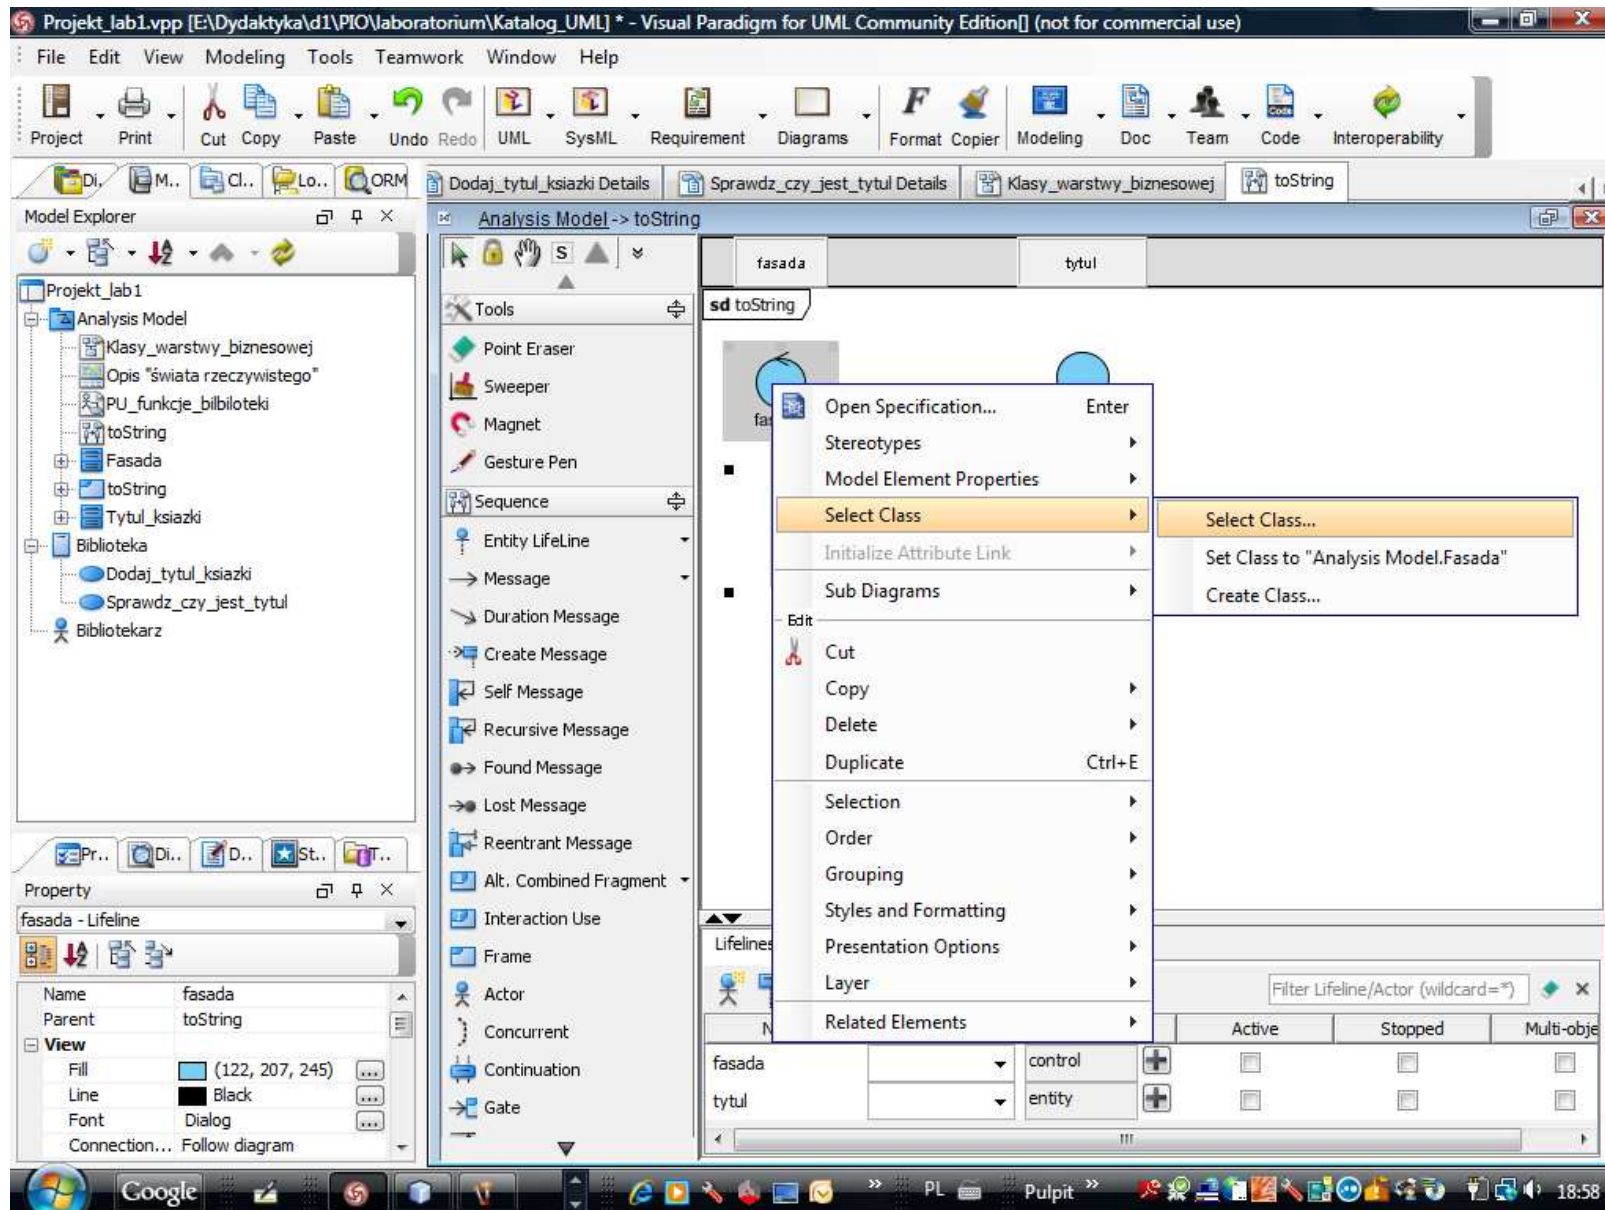 Projekt_lab1.vpp [E:\Dydaktyka\d1\PIO\laboratorium\Katalog_UML] * - Visual Paradigm for UML Community Edition[] (not for commercial use)
File Edit View Modeling Tools Teamwork Window Help
Project Print Cut Copy Paste Undo Redo UML SysML Requirement Diagrams Format Copier Modeling Doc Team Code Interoperability
Di.. M.. Cl.. Lo.. ORM
Dodaj_tytul_ksiazki Details Sprawdz_czy_jest_tytul Details Klasy_warstwy_biznesowej toString
Model Explorer
Projekt_lab1
Analysis Model
Klasy_warstwy_biznesowej
Opis "świata rzeczywistego"
PU_funkcje_bilbiloteki
toString
Fasada
toString
Tytul_ksiazki
Biblioteka
Dodaj_tytul_ksiazki
Sprawdz_czy_jest_tytul
Bibliotekarz
Pr.. Di.. D.. St.. T..
Property
fasada - Lifeline
Name fasada
Parent toString
View
Fill (122, 207, 245) ...
Line Black ...
Font Dialog ...
Connection... Follow diagram
Analysis Model -> toString
S
Tools
Point Eraser
Sweeper
Magnet
Gesture Pen
Sequence
Entity LifeLine
Message
Duration Message
Create Message
Self Message
Recursive Message
Found Message
Lost Message
Reentrant Message
Alt. Combined Fragment
Interaction Use
Frame
Actor
Concurrent
Continuation
Gate
fasada tytul
sd toString
Open Specification... Enter
Stereotypes
Model Element Properties
Select Class
Initialize Attribute Link
Sub Diagrams
Edit
Cut
Copy
Delete
Duplicate Ctrl+E
Selection
Order
Grouping
Styles and Formatting
Presentation Options
Layer
Related Elements
Select Class...
Set Class to "Analysis Model.Fasada"
Create Class...
Lifelines
Filter Lifeline/Actor (wildcard=*)
Active Stopped Multi-obje
fasada control
tytul entity
Google PL Pulpit 18:58